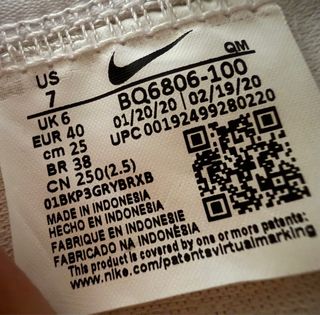 QM
US
7
BQ6806-100
UK 6
01/20/20 | 02/19/20
EUR 40
UPC 00192499280220
cm 25
BR 38
CN 250(2.5)
01BKP3GRYBRXB
MADE IN INDONESIA
HECHO EN INDONESIA
FABRIQUE EN INDONESIE
FABRICADO NA INDONÉSIA
This product is covered by one or more patents:
www.nike.com/patentsvirtualmarking